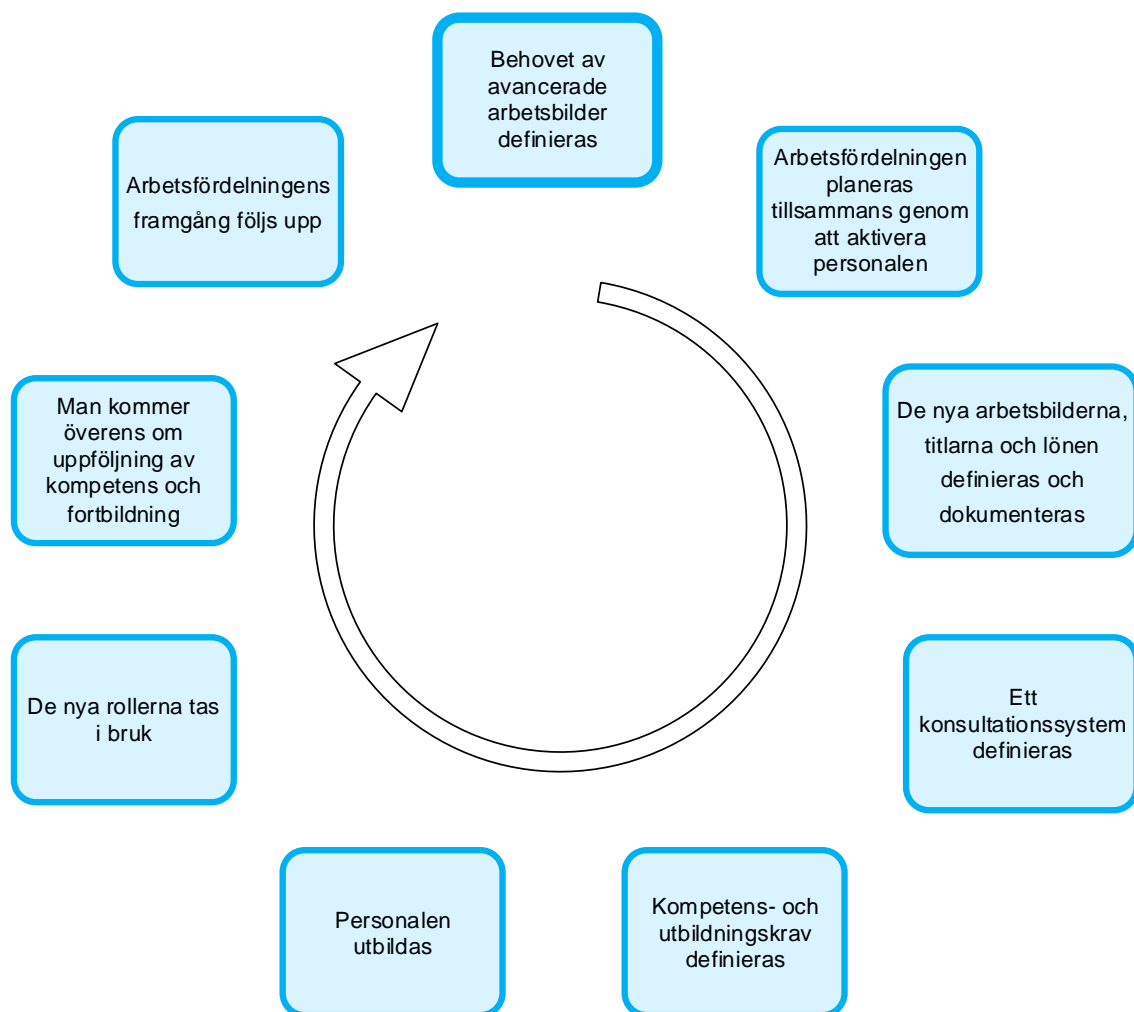 Behovet av
avancerade
arbetsbilder
definieras
Arbetsfördelningen
planeras
tillsammans genom
att aktivera
personalen
De nya arbetsbilderna,
titlarna och lönen
definieras och
dokumenteras
Ett
konsultationssystem
definieras
Kompetens- och
utbildningskrav
definieras
Personalen
utbildas
De nya rollerna tas
i bruk
Man kommer
överens om
uppföljning av
kompetens och
fortbildning
Arbetsfördelningens
framgång följs upp